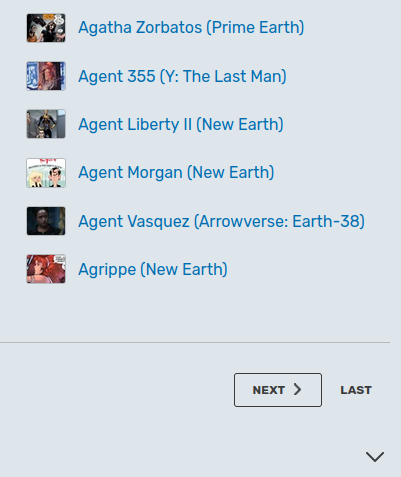 Agatha Zorbatos (Prime Earth)
Agent 355 (Y: The Last Man)
Agent Liberty II (New Earth)
Agent Morgan (New Earth)
Agent Vasquez (Arrowverse: Earth-38)
Agrippe (New Earth)
NEXT LAST